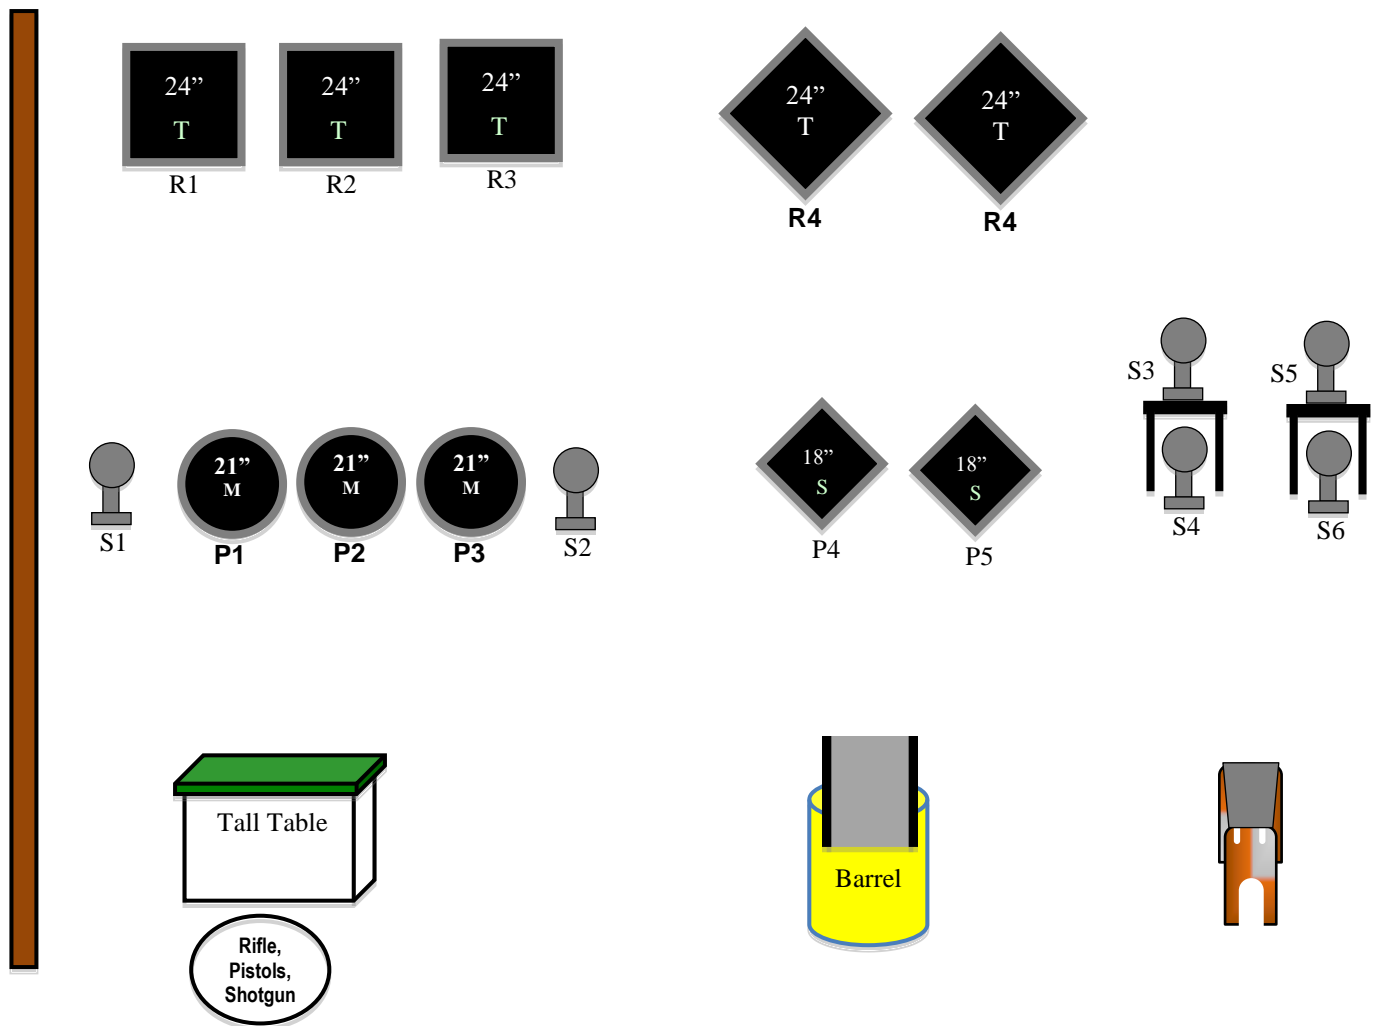 24”
T
R1
24”
T
R2
24”
T
R3
24”
T
R4
24”
T
R4
S1
21”
M
P1
21”
M
P2
21”
M
P3
S2
18”
S
P4
18”
S
P5
S3
S4
S5
S6
Tall Table
Barrel
Rifle,
Pistols,
Shotgun